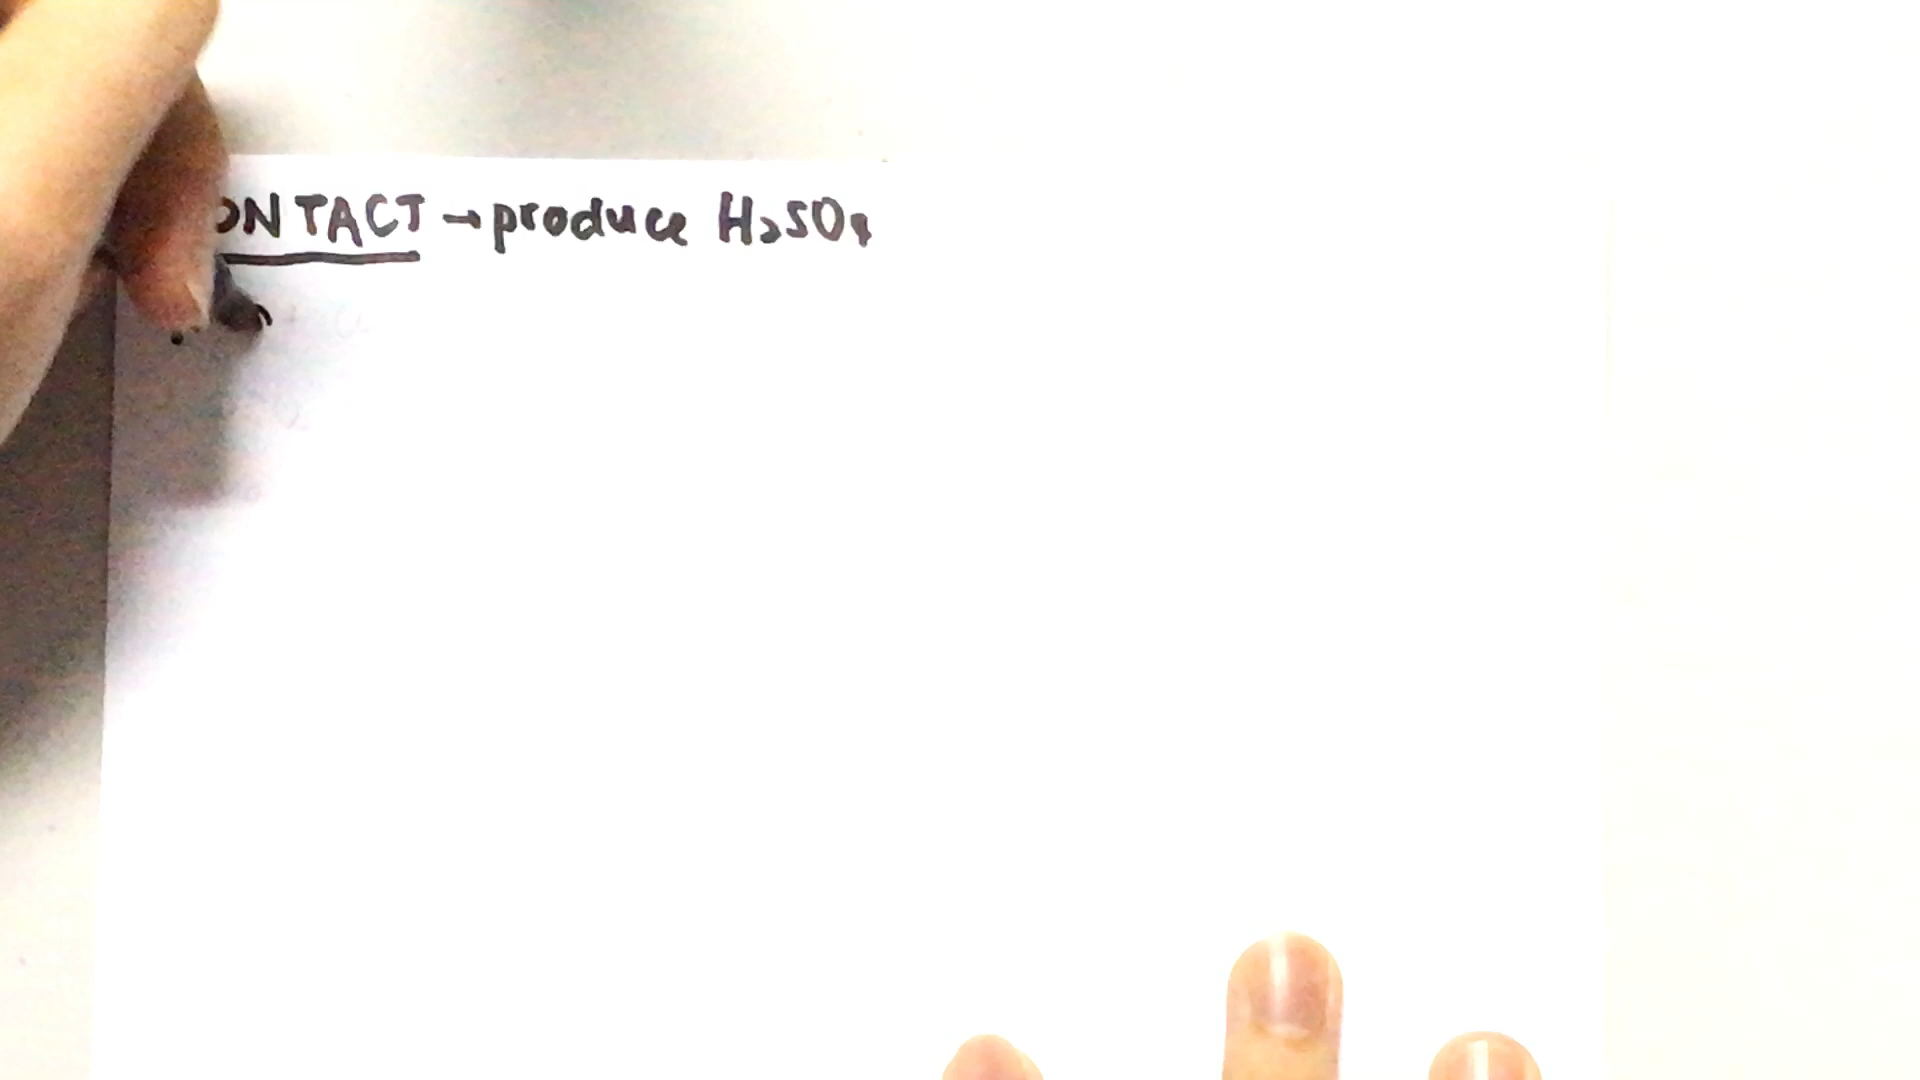 ONTACT → produce H₂SO₄